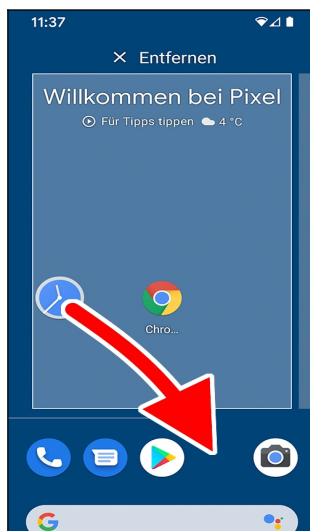 11:37
× Entfernen
Willkommen bei Pixel
Für Tipps tippen 4 °C
Chro...